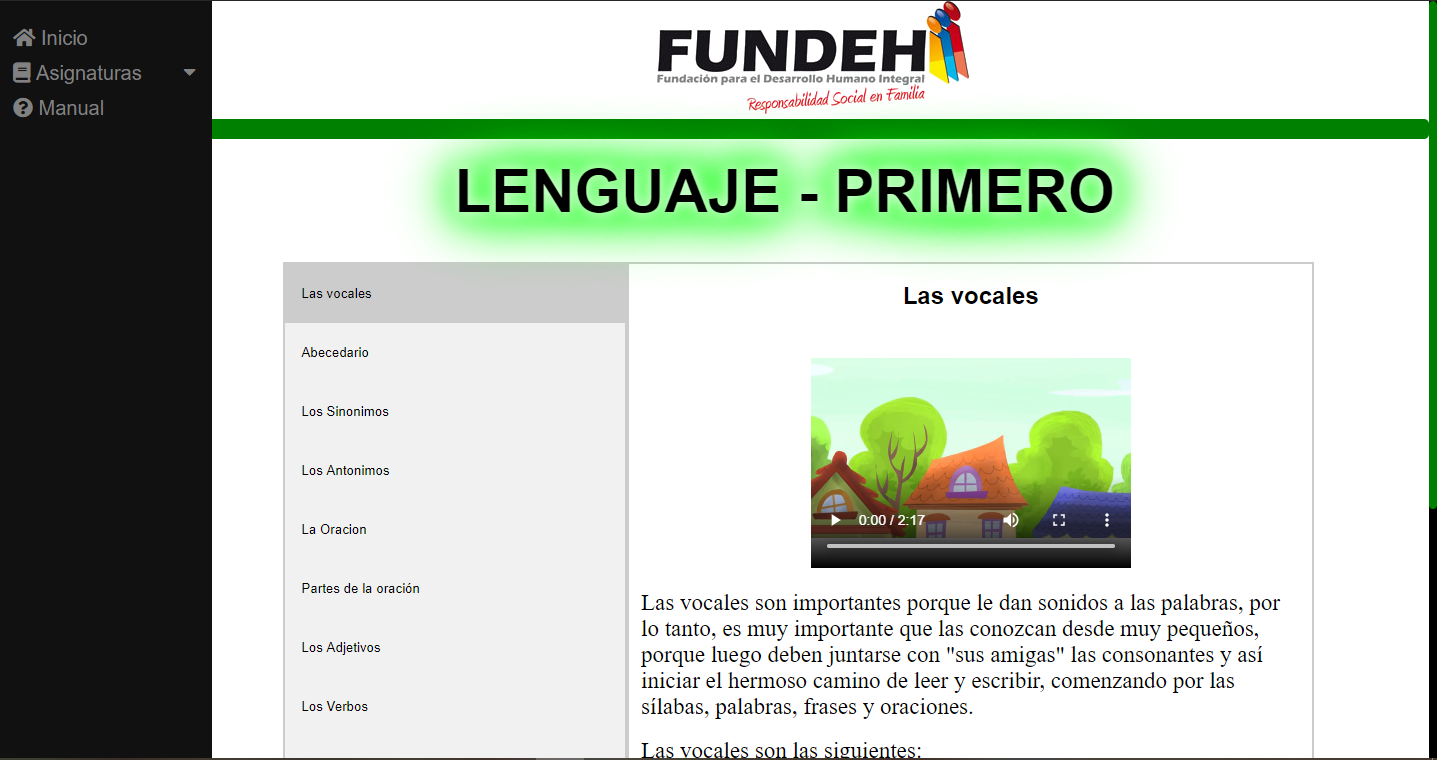 Inicio
Asignaturas
Manual
FUNDEHI
Fundación para el Desarrollo Humano Integral
Responsabilidad Social en Familia
LENGUAJE - PRIMERO
Las vocales
Abecedario
Los Sinonimos
Los Antonimos
La Oracion
Partes de la oración
Los Adjetivos
Los Verbos
Las vocales
0:00 / 2:17
Las vocales son importantes porque le dan sonidos a las palabras, por
lo tanto, es muy importante que las conozcan desde muy pequeños,
porque luego deben juntarse con "sus amigas" las consonantes y así
iniciar el hermoso camino de leer y escribir, comenzando por las
sílabas, palabras, frases y oraciones.
Las vocales son las siguientes: